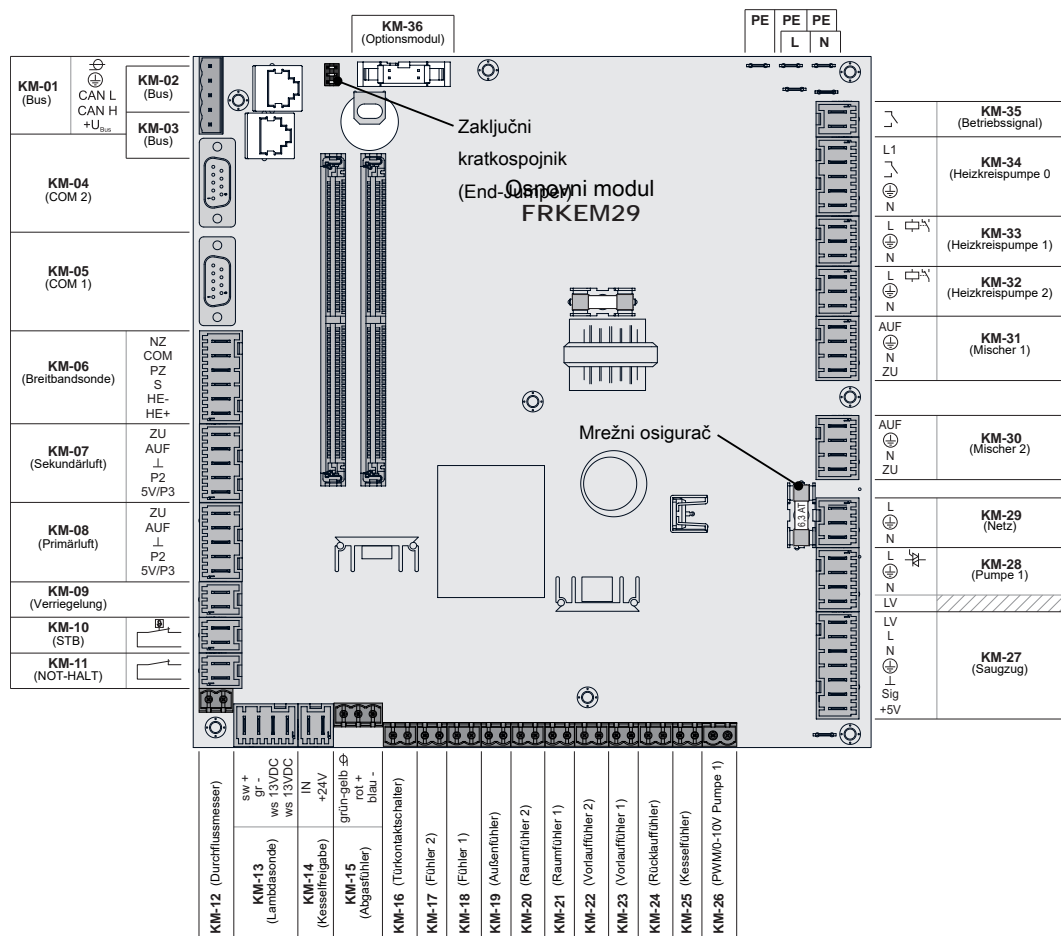 KM-36
(Optionsmodul)
PE PE PE
L N
KM-01
(Bus)
CAN L
CAN H
+U Bus
KM-02
(Bus)
KM-03
(Bus)
KM-04
(COM 2)
KM-05
(COM 1)
KM-06
(Breitbandsonde)
NZ
COM
PZ
S
HE-
HE+
KM-07
(Sekundärluft)
ZU
AUF
⊥
P2
5V/P3
KM-08
(Primärluft)
ZU
AUF
⊥
P2
5V/P3
KM-09
(Verriegelung)
KM-10
(STB)
KM-11
(NOT-HALT)
Zaključni
kratkospojnik
(End-Jumper)
Osnovni modul
FRKEM29
Mrežni osigurač
6,3 AT
KM-35
(Betriebssignal)
L1
N
KM-34
(Heizkreispumpe 0
L
N
KM-33
(Heizkreispumpe 1)
L
N
KM-32
(Heizkreispumpe 2)
AUF
N
ZU
KM-31
(Mischer 1)
AUF
N
ZU
KM-30
(Mischer 2)
L
N
KM-29
(Netz)
L
N
LV
KM-28
(Pumpe 1)
LV
L
N
⊥
Sig
+5V
KM-27
(Saugzug)
KM-12 (Durchflussmesser)
sw +
gr -
ws 13VDC
ws 13VDC
KM-13
(Lambdasonde)
IN
+24V
KM-14
(Kesselfreigabe)
grün-gelb
rot +
blau -
KM-15
(Abgasfühler)
KM-16 (Türkontaktschalter)
KM-17 (Fühler 2)
KM-18 (Fühler 1)
KM-19 (Außenfühler)
KM-20 (Raumfühler 2)
KM-21 (Raumfühler 1)
KM-22 (Vorlauffühler 2)
KM-23 (Vorlauffühler 1)
KM-24 (Rücklauffühler)
KM-25 (Kesselfühler)
KM-26 (PWM/0-10V Pumpe 1)